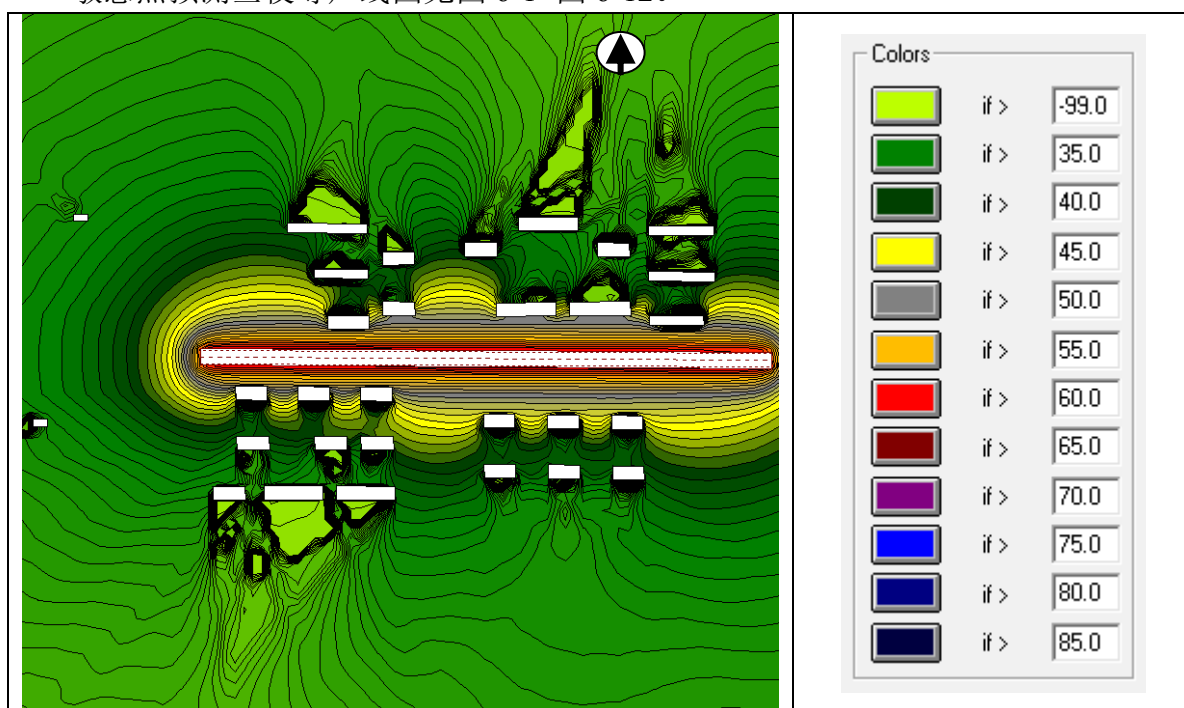 Colors
if > -99.0
if > 35.0
if > 40.0
if > 45.0
if > 50.0
if > 55.0
if > 60.0
if > 65.0
if > 70.0
if > 75.0
if > 80.0
if > 85.0